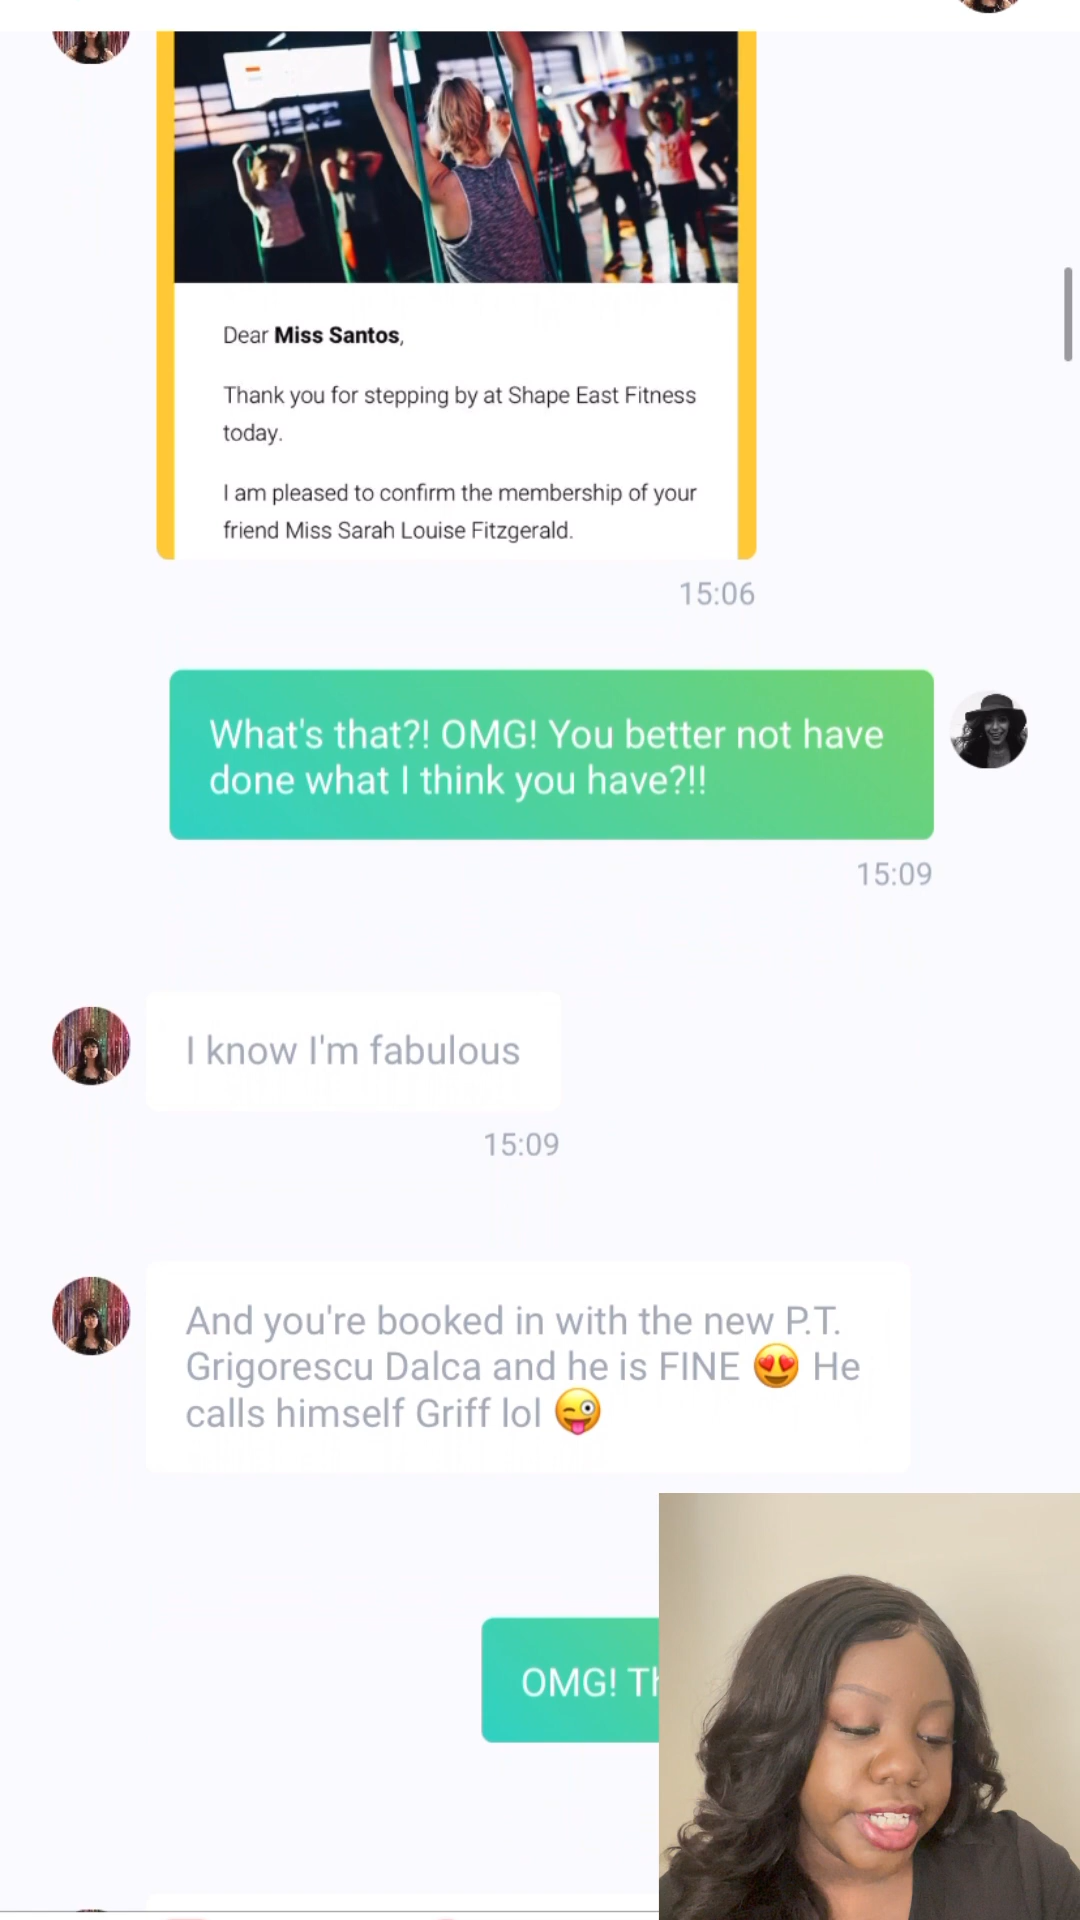 Dear Miss Santos,
Thank you for stepping by at Shape East Fitness
today.
I am pleased to confirm the membership of your
friend Miss Sarah Louise Fitzgerald.
15:06
What's that?! OMG! You better not have
done what I think you have?!!
15:09
I know I'm fabulous
15:09
And you're booked in with the new P.T.
Grigorescu Dalca and he is FINE 😍 He
calls himself Griff lol 😜
OMG!